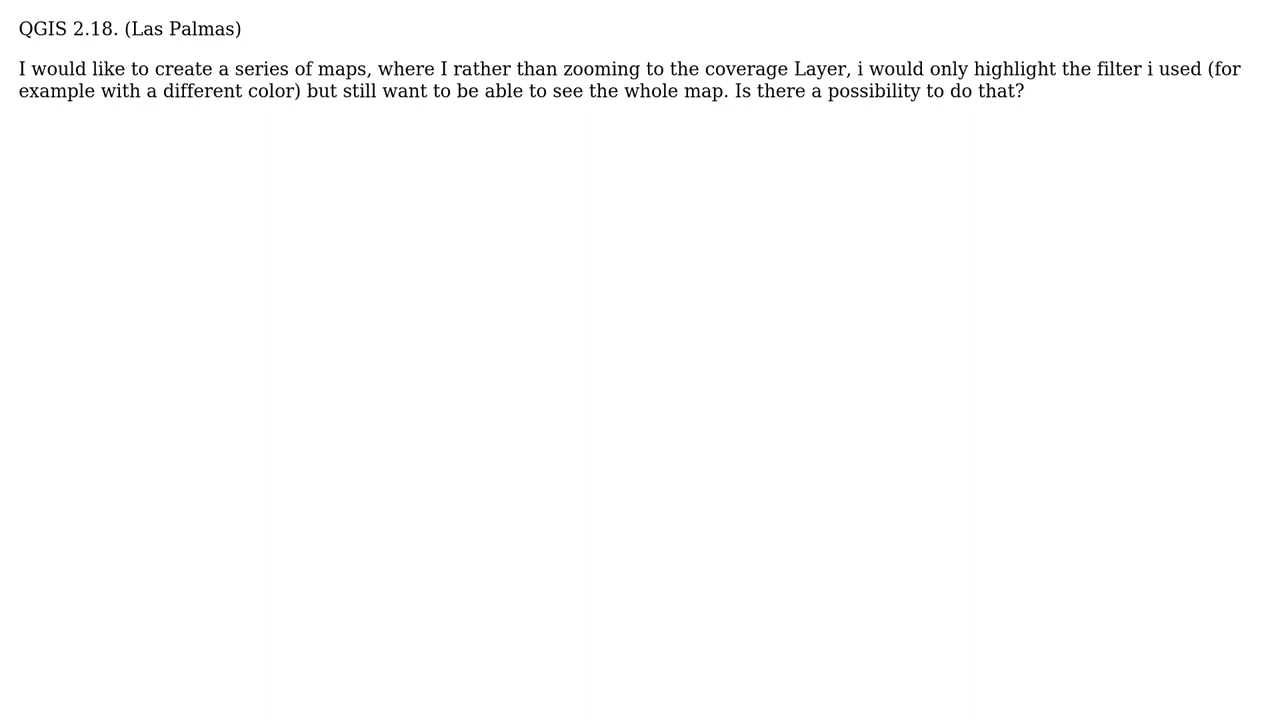 QGIS 2.18. (Las Palmas)
I would like to create a series of maps, where I rather than zooming to the coverage Layer, i would only highlight the filter i used (for
example with a different color) but still want to be able to see the whole map. Is there a possibility to do that?